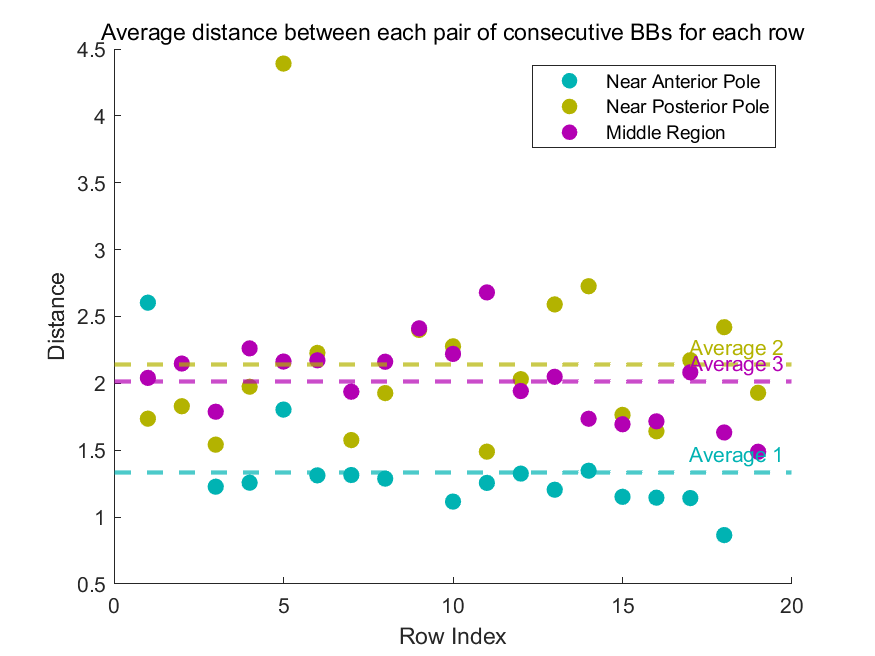 Average distance between each pair of consecutive BBs for each row
Near Anterior Pole
Near Posterior Pole
Middle Region
4.5
4
3.5
3
2.5
2
1.5
1
0.5
Distance
Average 2
Average 3
Average 1
0
5
10
15
20
Row Index